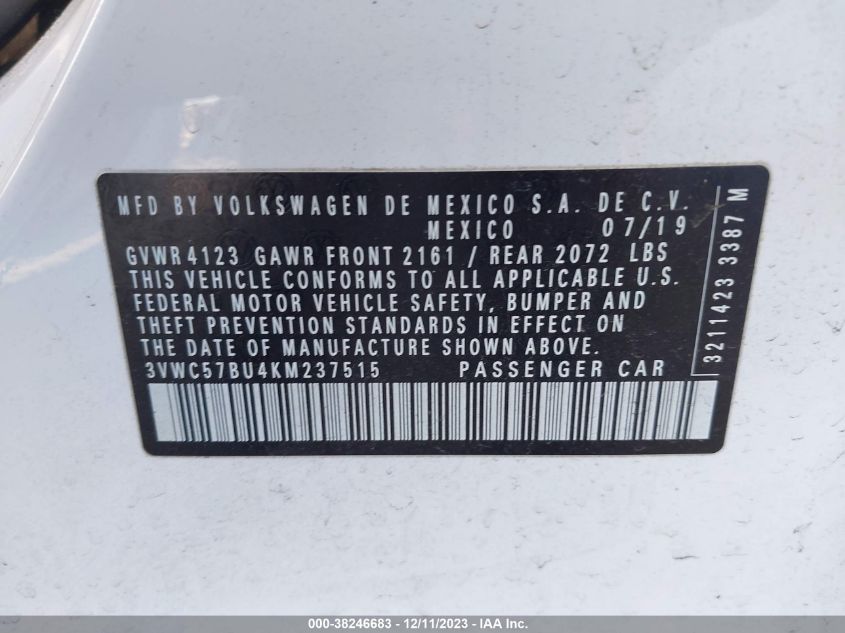 MFD BY VOLKSWAGEN DE MEXICO S.A. DE C.V.
MEXICO 07/19
GVWR 4123 GAWR FRONT 2161 / REAR 2072 LBS
THIS VEHICLE CONFORMS TO ALL APPLICABLE U.S.
FEDERAL MOTOR VEHICLE SAFETY, BUMPER AND
THEFT PREVENTION STANDARDS IN EFFECT ON
THE DATE OF MANUFACTURE SHOWN ABOVE.
3VWC57BU4KM237515 PASSENGER CAR
3211423 3387 M
000-38246683 - 12/11/2023 - IAA Inc.